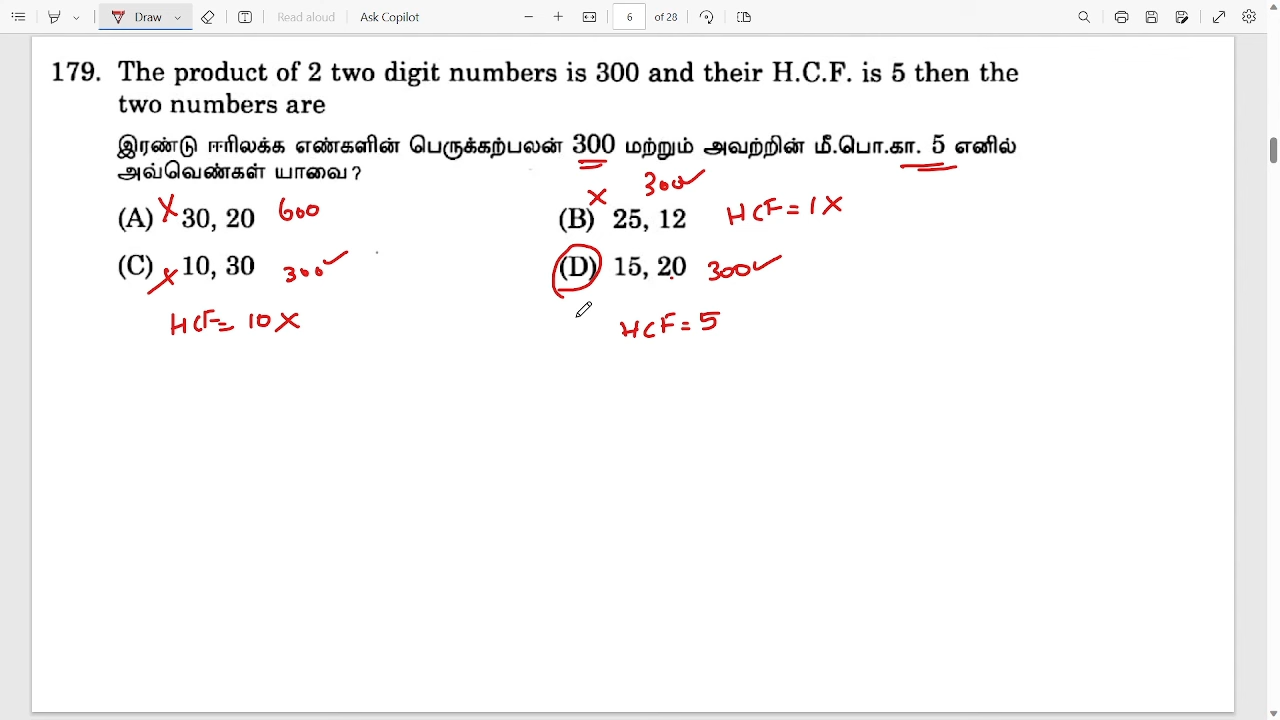 Draw Read aloud Ask Copilot 6 of 28
179. The product of 2 two digit numbers is 300 and their H.C.F. is 5 then the
two numbers are
இரண்டு ஈரிலக்க எண்களின் பெருக்கற்பலன் 300 மற்றும் அவற்றின் மீ.பொ.கா. 5 எனில்
அவ்வெண்கள் யாவை?
(A) X 30, 20 600
(B) x 25, 12 300✓ HCF = 1 X
(C) x 10, 30 300✓
(D) 15, 20 300✓
HCF = 10 X
HCF = 5